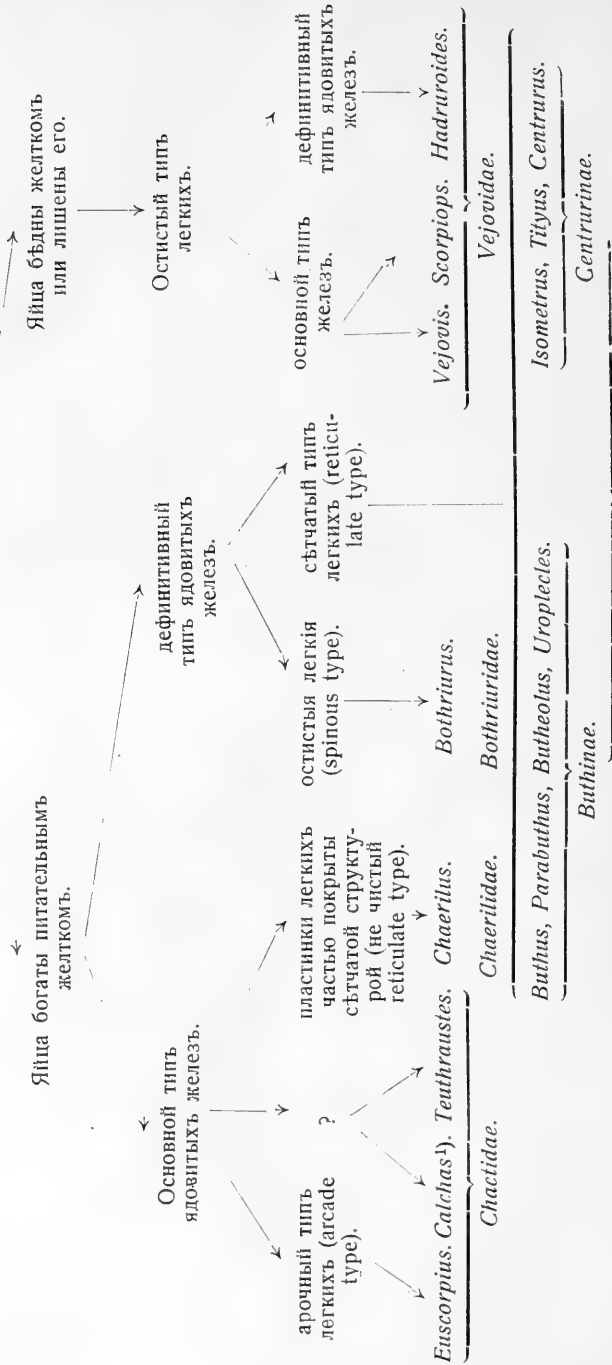 Яйца богаты питательнымъ
желткомъ.
Яйца бѣдны желткомъ
или лишены его.
Основной типъ
ядовитыхъ железъ.
дефинитивный
типъ ядовитыхъ
железъ.
Остистый типъ
легкихъ.
арочный типъ
легкихъ (arcade
type).
?
пластинки легкихъ
частью покрыты
сѣтчатой структу-
рой (не чистый
reticulate type).
остистыя легкія
(spinous type).
сѣтчатый типъ
легкихъ (reticu-
late type).
основной типъ
железъ.
дефинитивный
типъ ядовитыхъ
железъ.
Euscorpius. Calchas¹). Teuthraustes.
Chactidae.
Chaerilus.
Chaerilidae.
Bothriurus.
Bothriuridae.
Vejovis. Scorpiops. Hadruroides.
Vejovidae.
Buthus, Parabuthus, Butheolus, Uroplectes.
Buthinae.
Isometrus, Tityus, Centrurus.
Centrurinae.